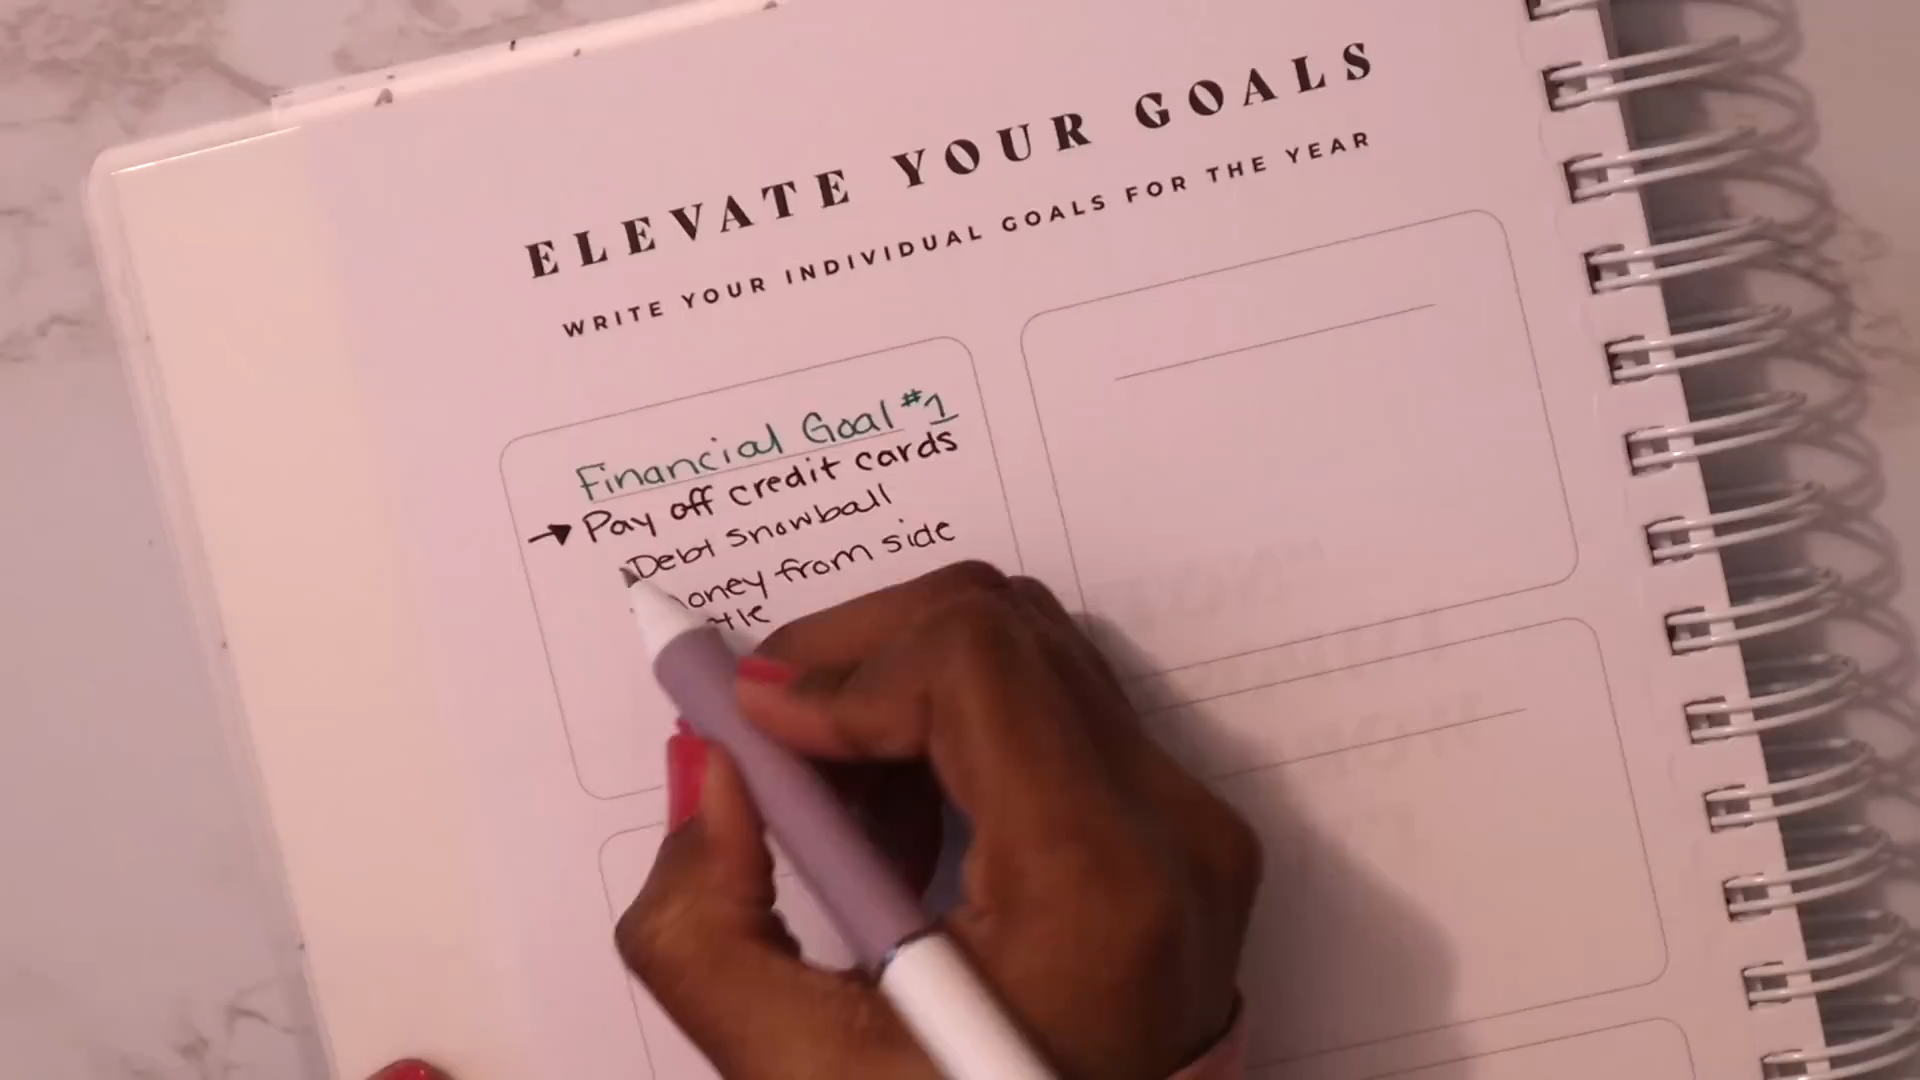 ELEVATE YOUR GOALS
WRITE YOUR INDIVIDUAL GOALS FOR THE YEAR
Financial Goal #1
→ Pay off credit cards
Debt snowball
from side